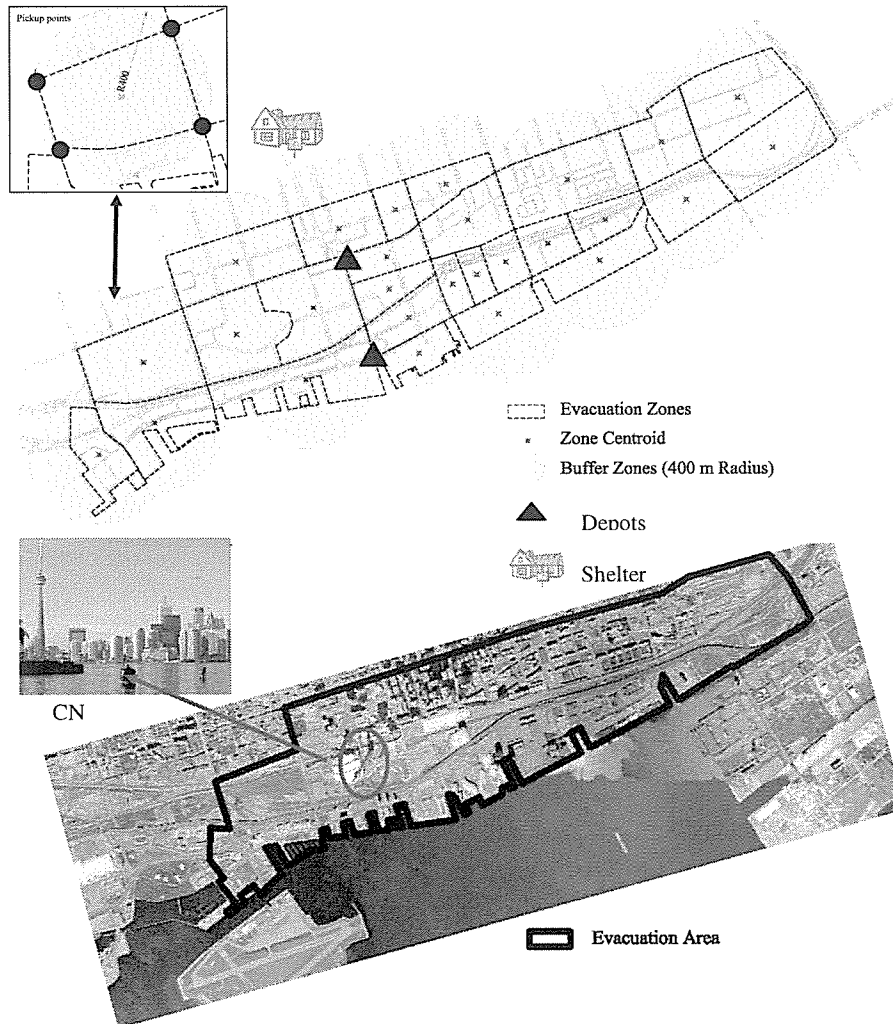 Pickup points
R400
Evacuation Zones
Zone Centroid
Buffer Zones (400 m Radius)
Depots
Shelter
CN
Evacuation Area